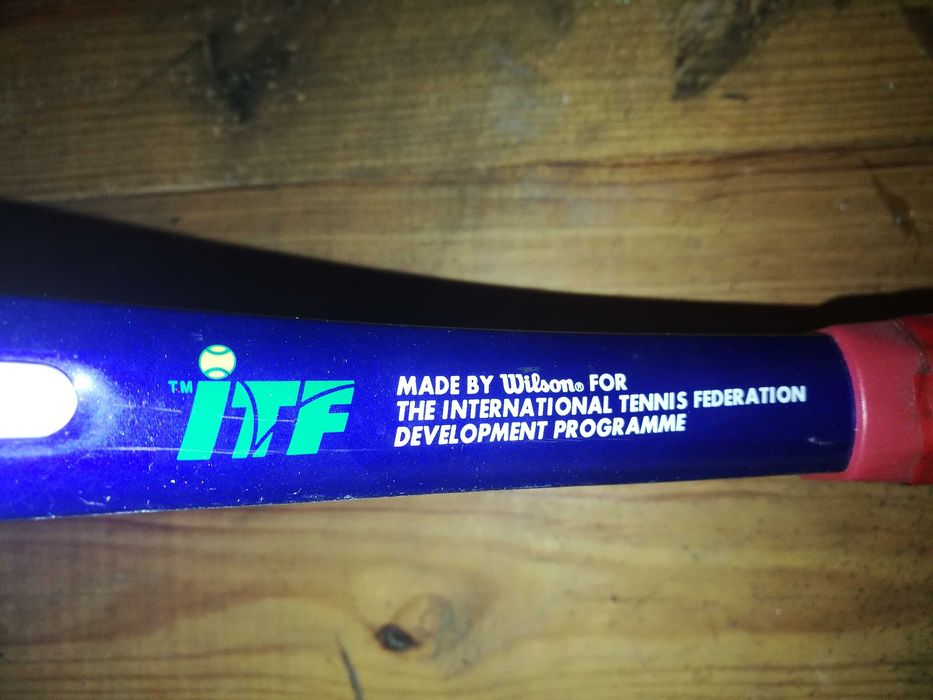 TM
iTF
MADE BY Wilson® FOR
THE INTERNATIONAL TENNIS FEDERATION
DEVELOPMENT PROGRAMME